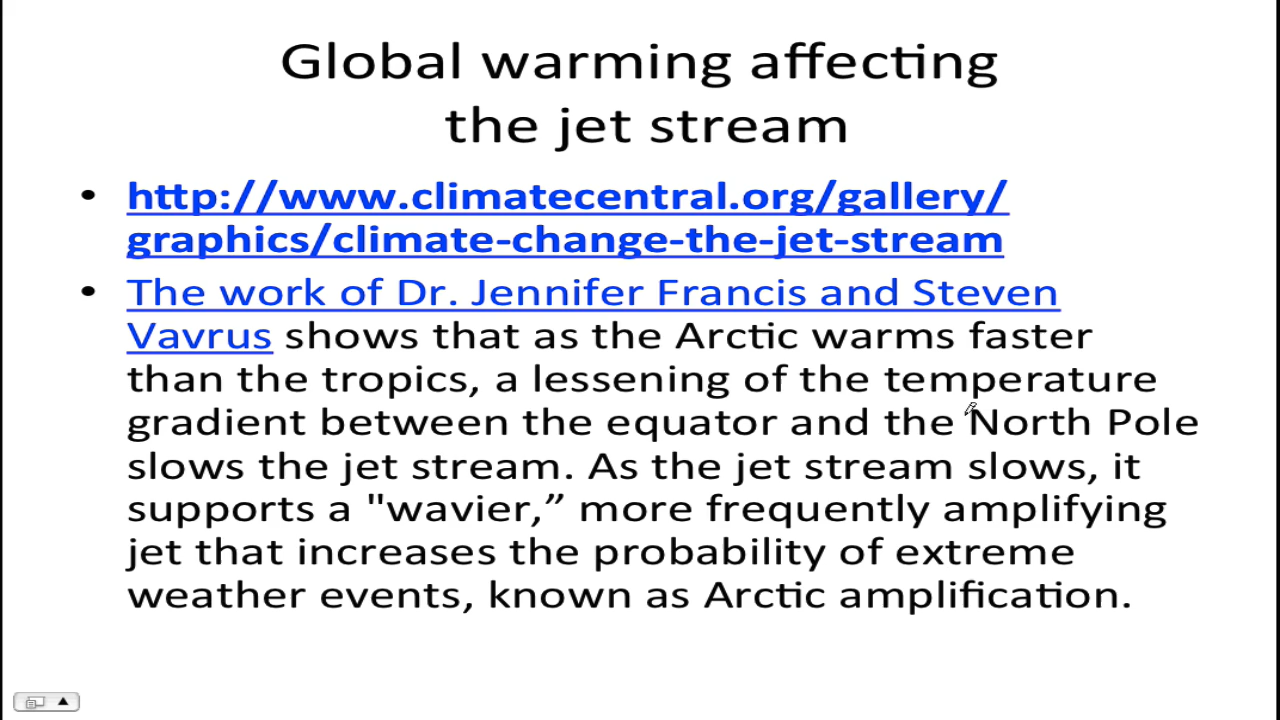 Global warming affecting
the jet stream
• http://www.climatecentral.org/gallery/
graphics/climate-change-the-jet-stream
• The work of Dr. Jennifer Francis and Steven
Vavrus shows that as the Arctic warms faster
than the tropics, a lessening of the temperature
gradient between the equator and the North Pole
slows the jet stream. As the jet stream slows, it
supports a "wavier,” more frequently amplifying
jet that increases the probability of extreme
weather events, known as Arctic amplification.